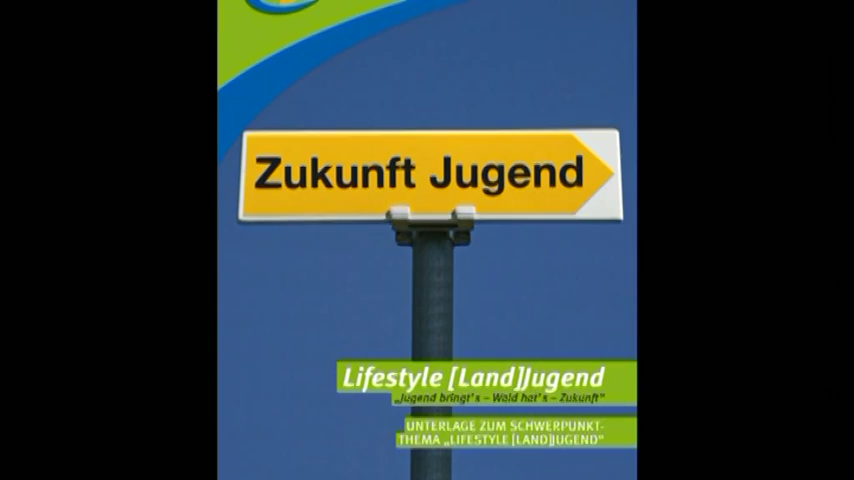 Zukunft Jugend
Lifestyle [Land]Jugend
„Jugend bringt's – Wald hat's – Zukunft"
UNTERLAGE ZUM SCHWERPUNKT-
THEMA „LIFESTYLE [LAND]JUGEND"